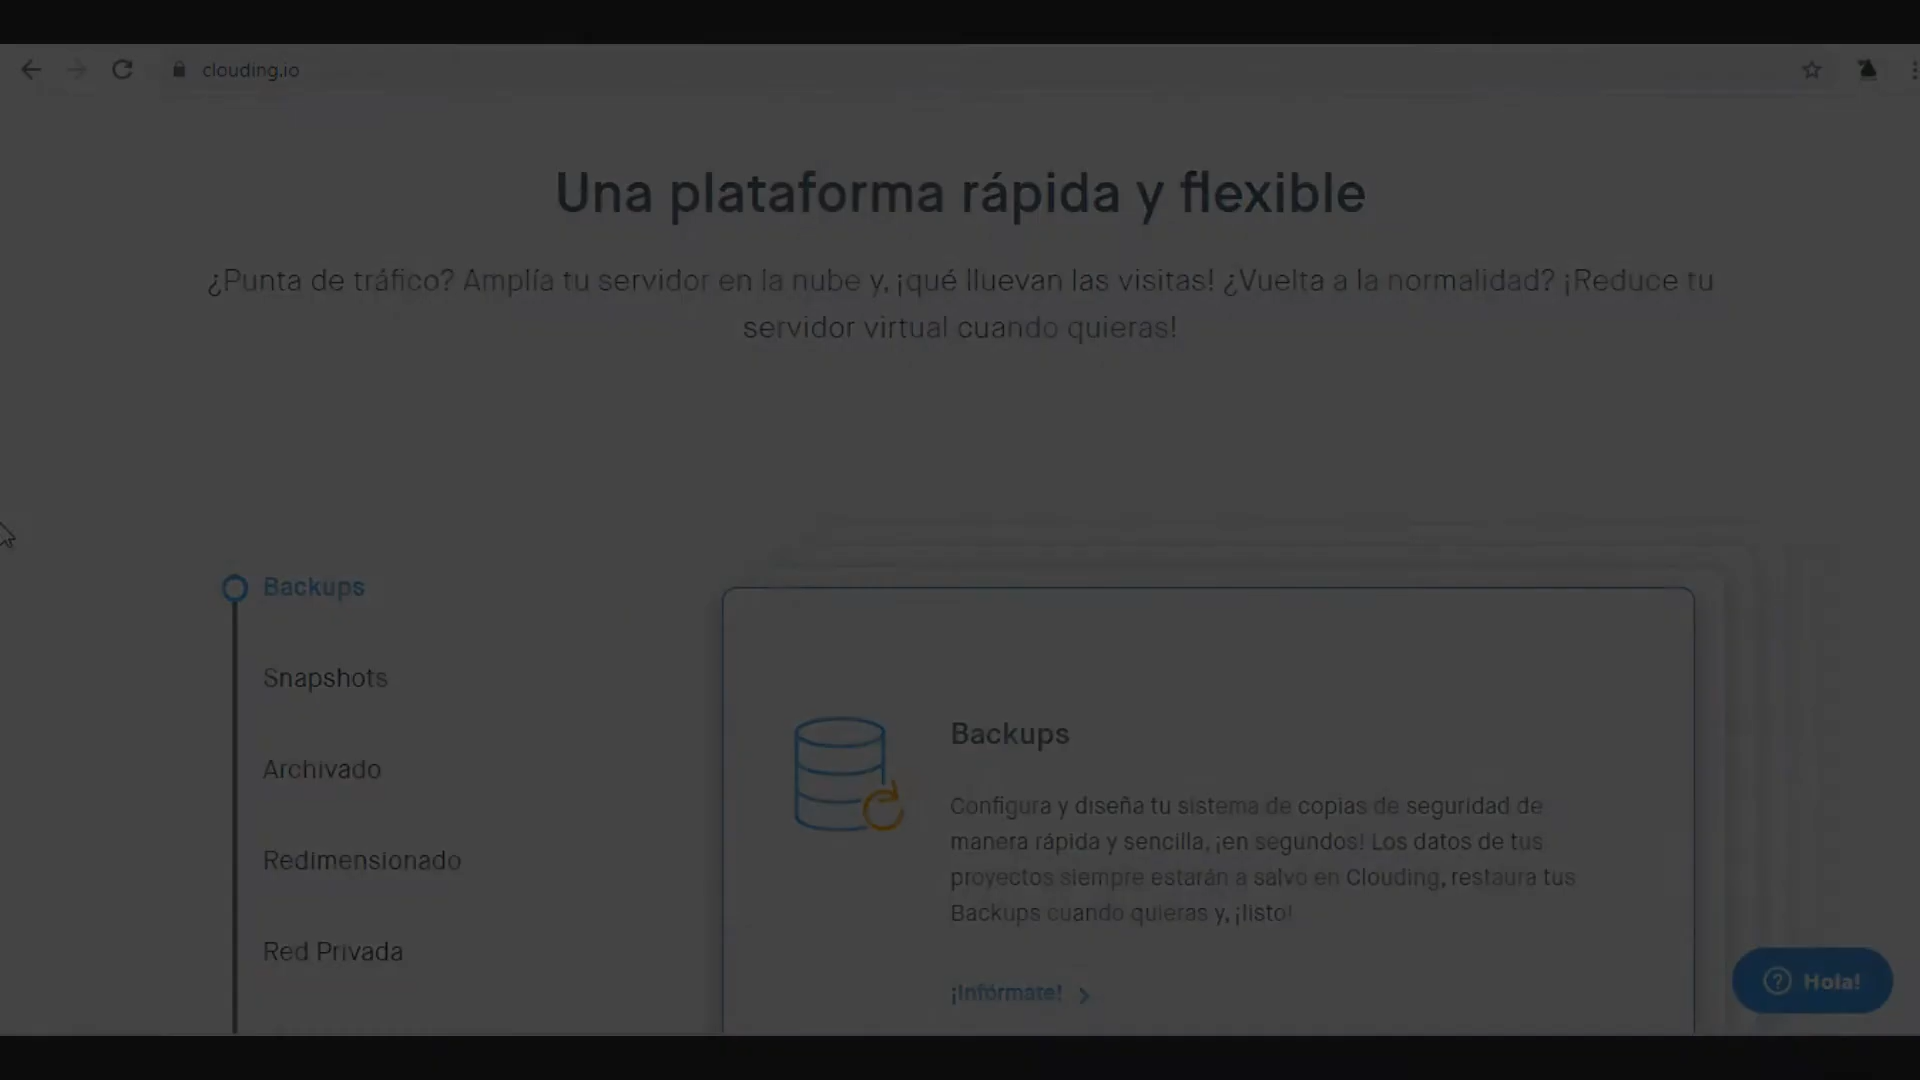 clouding.io
Una plataforma rápida y flexible
¿Punta de tráfico? Amplía tu servidor en la nube y, ¡qué lluevan las visitas! ¿Vuelta a la normalidad? ¡Reduce tu
servidor virtual cuando quieras!
Backups
Snapshots
Archivado
Redimensionado
Red Privada
Backups
Configura y diseña tu sistema de copias de seguridad de
manera rápida y sencilla, ¡en segundos! Los datos de tus
proyectos siempre estarán a salvo en Clouding, restaura tus
Backups cuando quieras y, ¡listo!
¡Infórmate!
Hola!